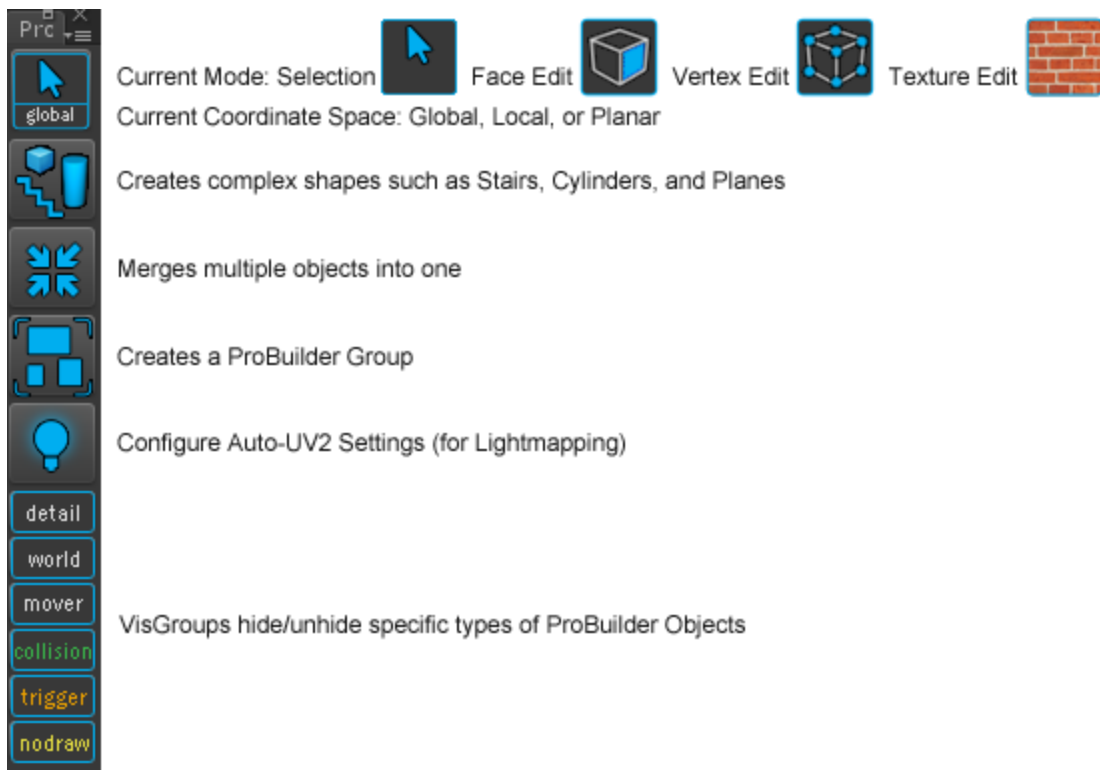 Prc
Current Mode: Selection Face Edit Vertex Edit Texture Edit
global
Current Coordinate Space: Global, Local, or Planar
Creates complex shapes such as Stairs, Cylinders, and Planes
Merges multiple objects into one
Creates a ProBuilder Group
Configure Auto-UV2 Settings (for Lightmapping)
detail
world
mover
VisGroups hide/unhide specific types of ProBuilder Objects
collision
trigger
nodraw